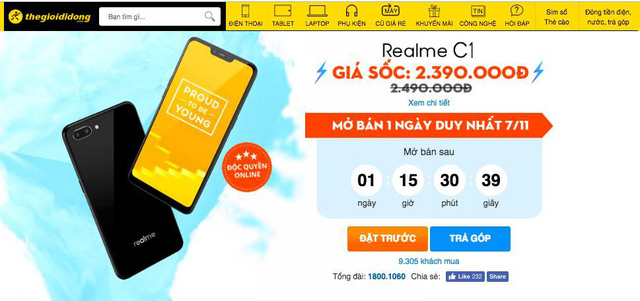 thegioididong
.com
Bạn tìm gì...
ĐIỆN THOẠI
TABLET
LAPTOP
PHỤ KIỆN
MÁY
CŨ GIÁ RẺ
KHUYẾN MÃI
TIN
CÔNG NGHỆ
HỎI ĐÁP
Sim số
Thẻ cào
Đóng tiền điện,
nước, trả góp
Realme C1
GIÁ SỐC: 2.390.000Đ
2.490.000Đ
Xem chi tiết
MỞ BÁN 1 NGÀY DUY NHẤT 7/11
Mở bán sau
01 15 30 39
ngày giờ phút giây
ĐẶT TRƯỚC TRẢ GÓP
9.305 khách mua
Tổng đài: 1800.1060 Chia sẻ: Like 232 Share
PROUD
TO BE
YOUNG
ĐỘC QUYỀN
ONLINE
realme